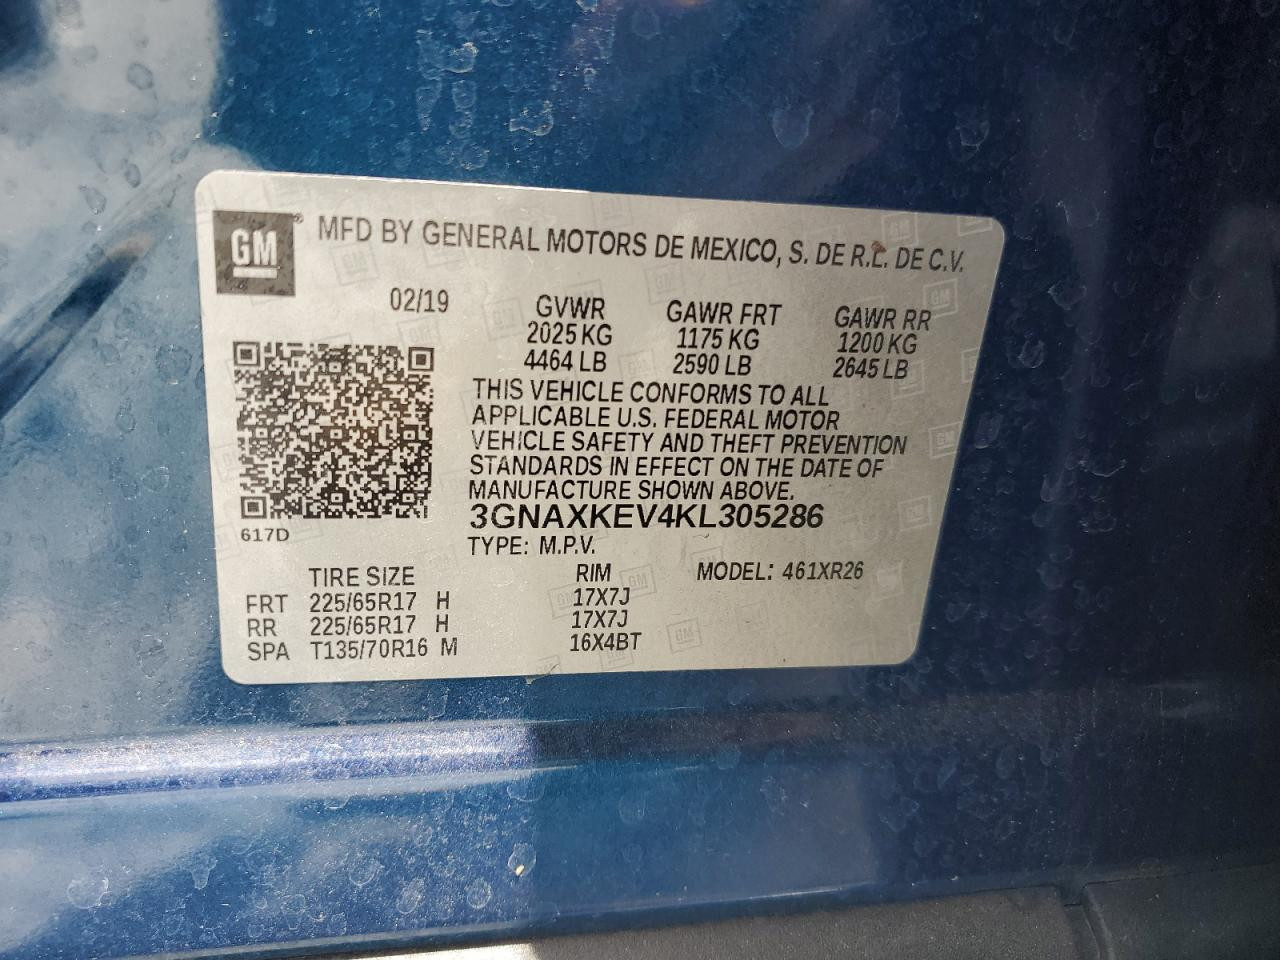 GM® MFD BY GENERAL MOTORS DE MEXICO, S. DE R.L. DE C.V.
02/19 GVWR GAWR FRT GAWR RR
2025 KG 1175 KG 1200 KG
4464 LB 2590 LB 2645 LB
THIS VEHICLE CONFORMS TO ALL
APPLICABLE U.S. FEDERAL MOTOR
VEHICLE SAFETY AND THEFT PREVENTION
STANDARDS IN EFFECT ON THE DATE OF
MANUFACTURE SHOWN ABOVE.
3GNAXKEV4KL305286
617D
TYPE: M.P.V.
TIRE SIZE RIM MODEL: 461XR26
FRT 225/65R17 H 17X7J
RR 225/65R17 H 17X7J
SPA T135/70R16 M 16X4BT